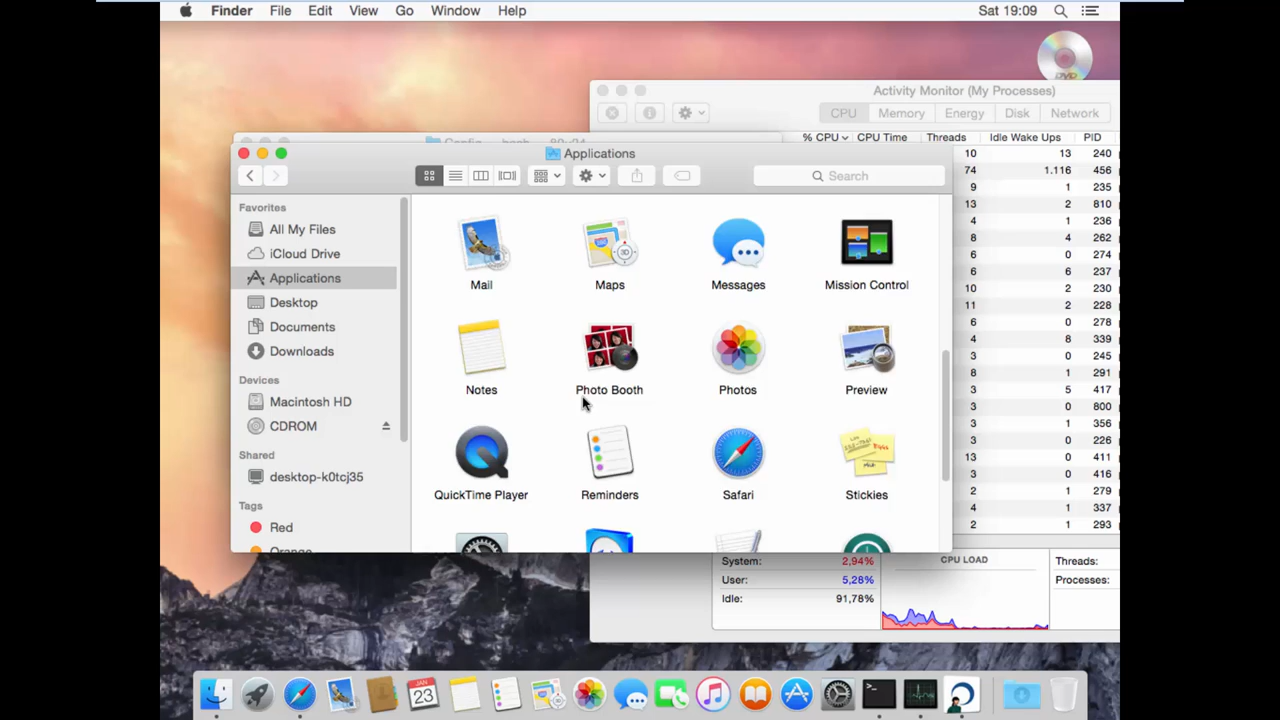 Finder File Edit View Go Window Help Sat 19:09
DVD
Activity Monitor (My Processes)
CPU Memory Energy Disk Network
% CPU CPU Time Threads Idle Wake Ups PID
Applications
Search
Favorites
All My Files
iCloud Drive
Applications
Desktop
Documents
Downloads
Devices
Macintosh HD
CDROM
Shared
desktop-k0tcj35
Tags
Red
Orange
Mail Maps Messages Mission Control
Notes Photo Booth Photos Preview
QuickTime Player Reminders Safari Stickies
10 13 240
74 1.116 456
9 1 235
13 2 810
4 1 236
8 4 262
6 0 274
6 6 237
10 2 230
11 2 228
6 0 278
4 8 339
3 0 245
8 1 291
3 5 417
3 0 800
3 1 356
3 0 226
13 0 411
3 0 416
2 1 279
4 1 337
2 1 293
System: 2,94%
User: 5,28%
Idle: 91,78%
CPU LOAD
Threads:
Processes:
JAN
23